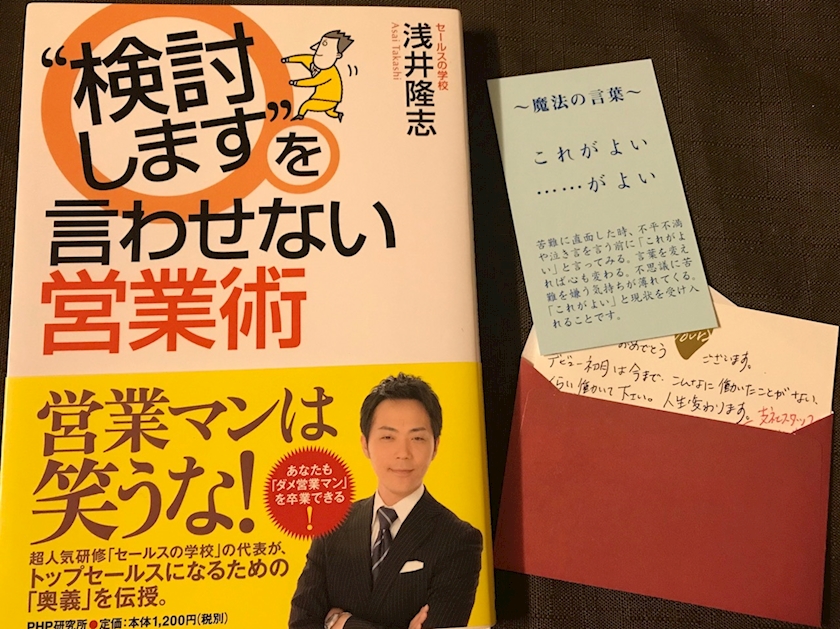 “検討
します”を
言わせない
営業術
セールスの学校
浅井隆志
Asai Takashi
営業マンは
笑うな!
あなたも
「ダメ営業マン」
を卒業できる
!
超人気研修「セールスの学校」の代表が、
トップセールスになるための
「奥義」を伝授。
PHP研究所●定価:本体1,200円(税別)
〜魔法の言葉〜
これがよい
……がよい
苦難に直面した時、不平不満
や泣き言を言う前に「これがよ
い」と言ってみる。言葉を変え
れば心も変わる。不思議に苦
難を嫌う気持ちが薄れてくる。
「これがよい」と現状を受け入
れることです。
おめでとう ございます。
デビュー初月は今まで、こんなに働いたことがない、
くらい働いて下さい。人生変わります。支社スタッフ